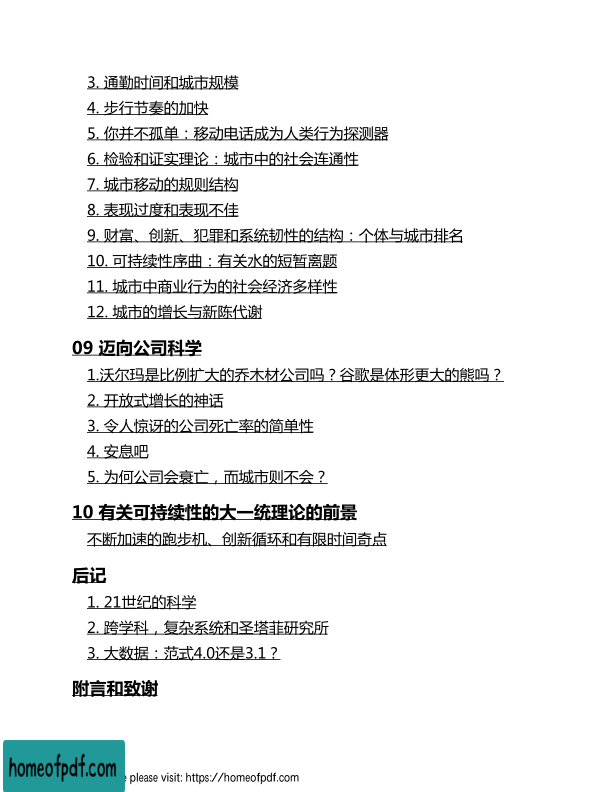 3. 通勤时间和城市规模
4. 步行节奏的加快
5. 你并不孤单：移动电话成为人类行为探测器
6. 检验和证实理论：城市中的社会连通性
7. 城市移动的规则结构
8. 表现过度和表现不佳
9. 财富、创新、犯罪和系统韧性的结构：个体与城市排名
10. 可持续性序曲：有关水的短暂离题
11. 城市中商业行为的社会经济多样性
12. 城市的增长与新陈代谢
09 迈向公司科学
1.沃尔玛是比例扩大的乔木材公司吗？谷歌是体形更大的熊吗？
2. 开放式增长的神话
3. 令人惊讶的公司死亡率的简单性
4. 安息吧
5. 为何公司会衰亡，而城市则不会？
10 有关可持续性的大一统理论的前景
不断加速的跑步机、创新循环和有限时间奇点
后记
1. 21世纪的科学
2. 跨学科，复杂系统和圣塔菲研究所
3. 大数据：范式4.0还是3.1？
附言和致谢
homeofpdf.com
e please visit: https://homeofpdf.com